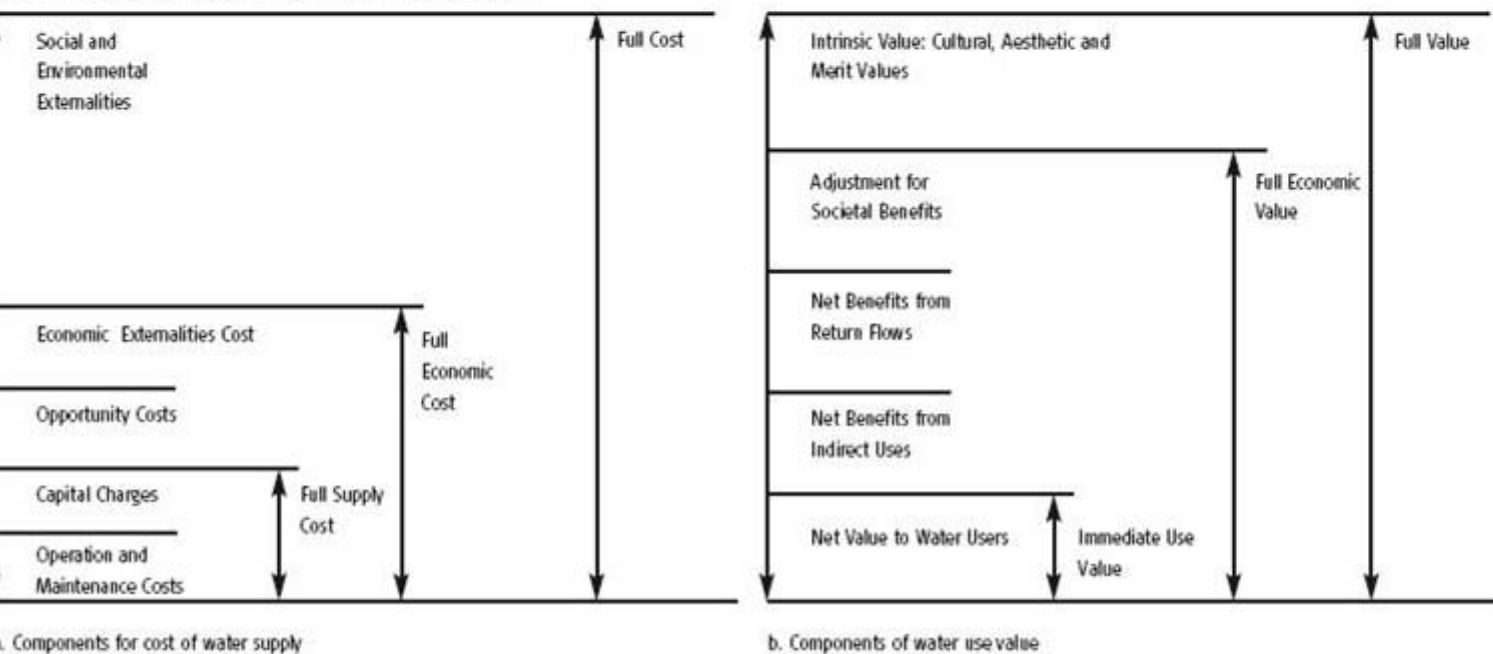 Social and
Environmental
Externalities
Full Cost
Economic Externalities Cost
Full
Economic
Cost
Opportunity Costs
Capital Charges
Full Supply
Cost
Operation and
Maintenance Costs
. Components for cost of water supply
Intrinsic Value: Cultural, Aesthetic and
Merit Values
Full Value
Adjustment for
Societal Benefits
Full Economic
Value
Net Benefits from
Return Flows
Net Benefits from
Indirect Uses
Net Value to Water Users
Immediate Use
Value
b. Components of water use value